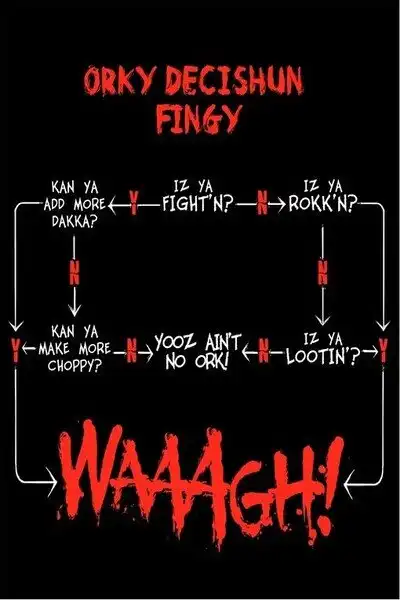 ORKY DECISHUN
FINGY
KAN YA
ADD MORE
DAKKA?
Y
IZ YA
FIGHT'N?
N
IZ YA
ROKK'N?
N
N
Y
KAN YA
MAKE MORE
CHOPPY?
N
YOOZ AIN'T
NO ORK!
N
IZ YA
LOOTIN'?
Y
WAAAGH!